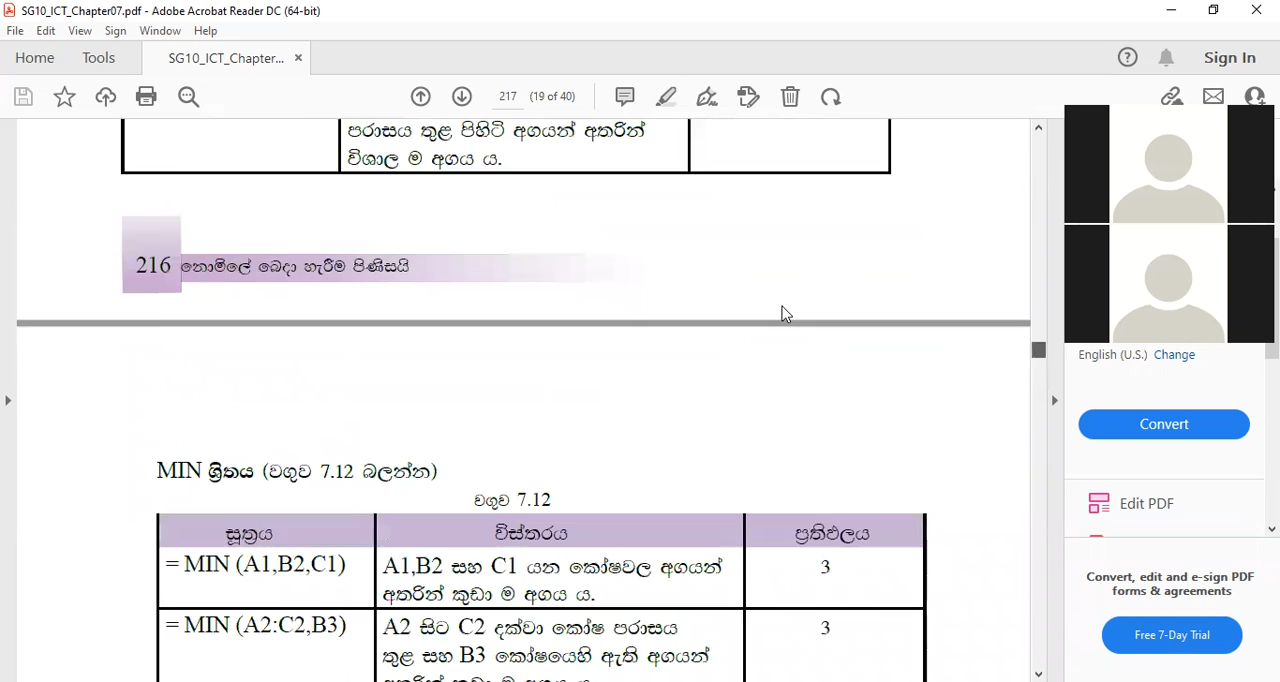 SG10_ICT_Chapter07.pdf - Adobe Acrobat Reader DC (64-bit)
File Edit View Sign Window Help
Home Tools SG10_ICT_Chapter... × Sign In
217 (19 of 40)
පරාසය තුළ පිහිටි අගයන් අතරින්
විශාල ම අගය ය.
216 නොමිලේ බෙදා හැරීම පිණිසයි
English (U.S.) Change
Convert
MIN ශ්‍රිතය (වගුව 7.12 බලන්න)
වගුව 7.12
Edit PDF
සූත්‍රය විස්තරය ප්‍රතිඵලය
= MIN (A1,B2,C1) A1,B2 සහ C1 යන කෝෂවල අගයන් 3
අතරින් කුඩා ම අගය ය.
= MIN (A2:C2,B3) A2 සිට C2 දක්වා කෝෂ පරාසය 3
තුළ සහ B3 කෝෂයෙහි ඇති අගයන්
Convert, edit and e-sign PDF
forms & agreements
Free 7-Day Trial